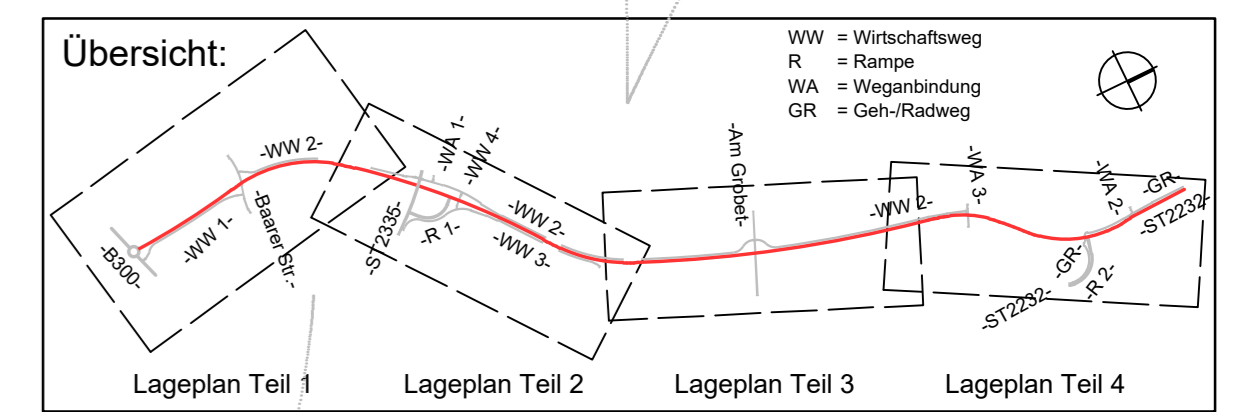 Übersicht:
WW = Wirtschaftsweg
R = Rampe
WA = Weganbindung
GR = Geh-/Radweg
-B300-
-WW 1-
-Baarer Str.-
-WW 2-
-ST2335-
-R 1-
-WA 1-
-WW 4-
-WW 2-
-WW 3-
-Am Grobet-
-WW 2-
-WA 3-
-WA 2-
-GR-
-ST2232-
-GR-
-R 2-
-ST2232-
Lageplan Teil 1
Lageplan Teil 2
Lageplan Teil 3
Lageplan Teil 4